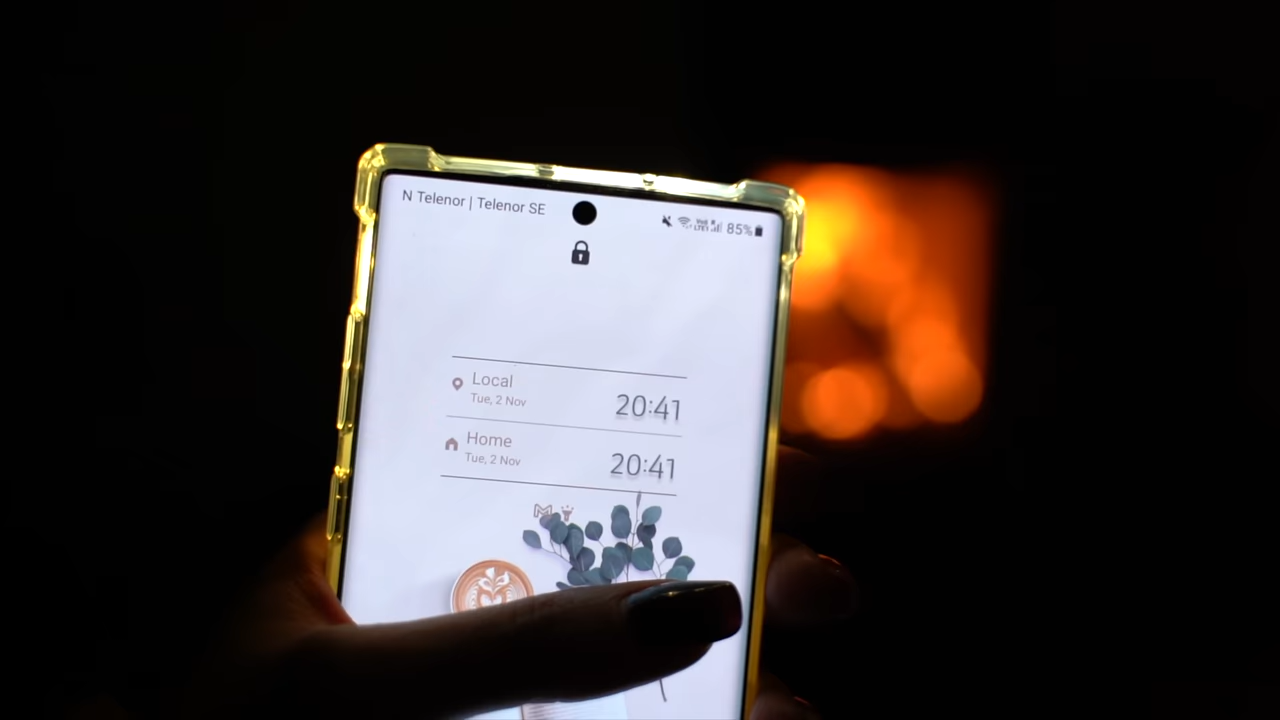 N Telenor | Telenor SE
85%
Local
Tue, 2 Nov
20:41
Home
Tue, 2 Nov
20:41